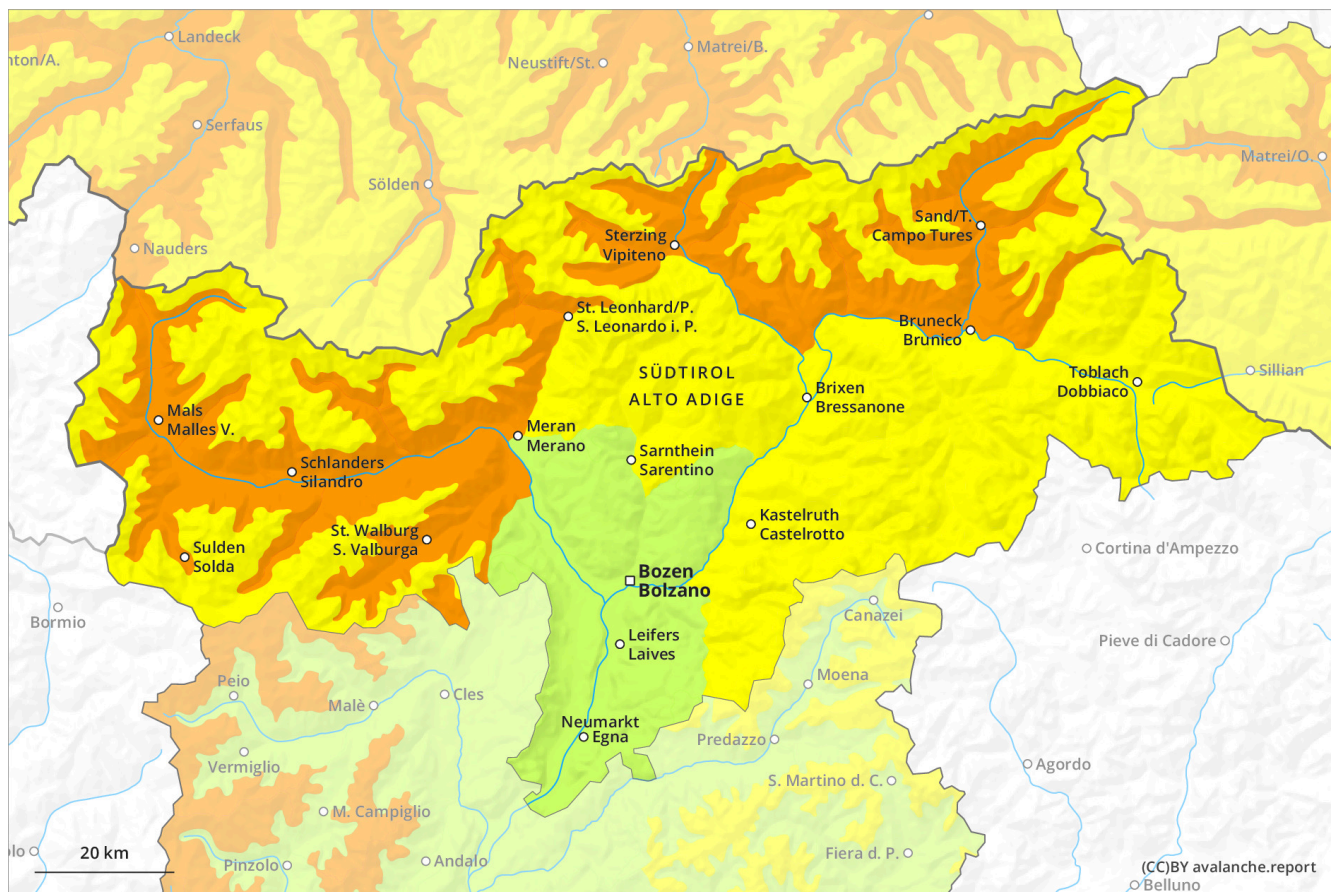 Landeck
Matrei/B.
nton/A.
Neustift/St.
Serfaus
Matrei/O.
Sölden
Sand/T.
Campo Tures
Sterzing
Vipiteno
Nauders
St. Leonhard/P.
S. Leonardo i. P.
Bruneck
Brunico
SÜDTIROL
ALTO ADIGE
Toblach
Dobbiaco
Sillian
Brixen
Bressanone
Mals
Malles V.
Meran
Merano
Sarnthein
Sarentino
Schlanders
Silandro
Kastelruth
Castelrotto
St. Walburg
S. Valburga
Sulden
Solda
Cortina d'Ampezzo
Bozen
Bolzano
Bormio
Canazei
Leifers
Laives
Pieve di Cadore
Moena
Peio
Cles
Malè
Neumarkt
Egna
Predazzo
Vermiglio
Agordo
S. Martino d. C.
M. Campiglio
olo
20 km
Pinzolo
Andalo
Fiera d. P.
(CC)BY avalanche.report
Belluno